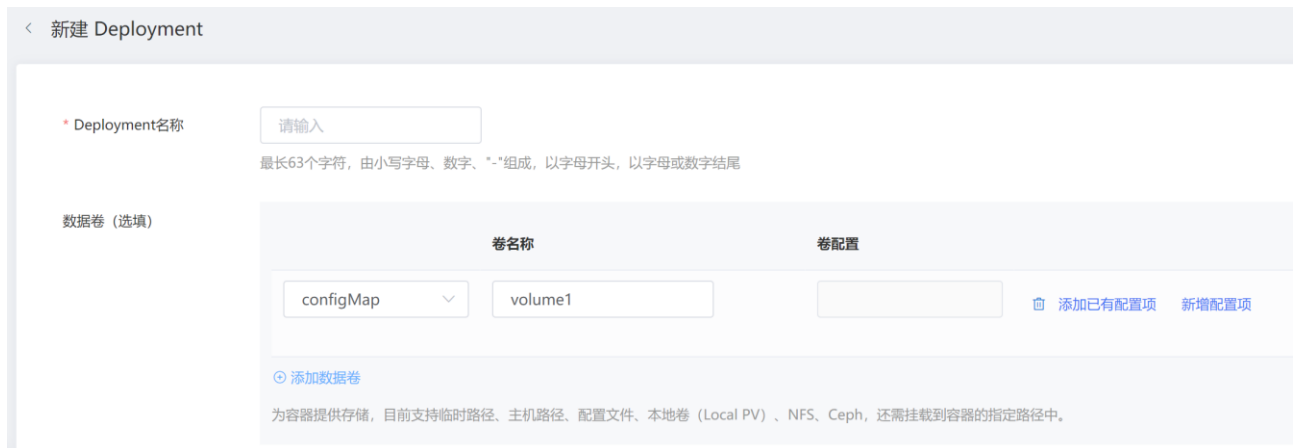 新建 Deployment
* Deployment名称
请输入
最长63个字符，由小写字母、数字、"-"组成，以字母开头，以字母或数字结尾
数据卷（选填）
卷名称 卷配置
configMap volume1 添加已有配置项 新增配置项
添加数据卷
为容器提供存储，目前支持临时路径、主机路径、配置文件、本地卷（Local PV）、NFS、Ceph，还需挂载到容器的指定路径中。